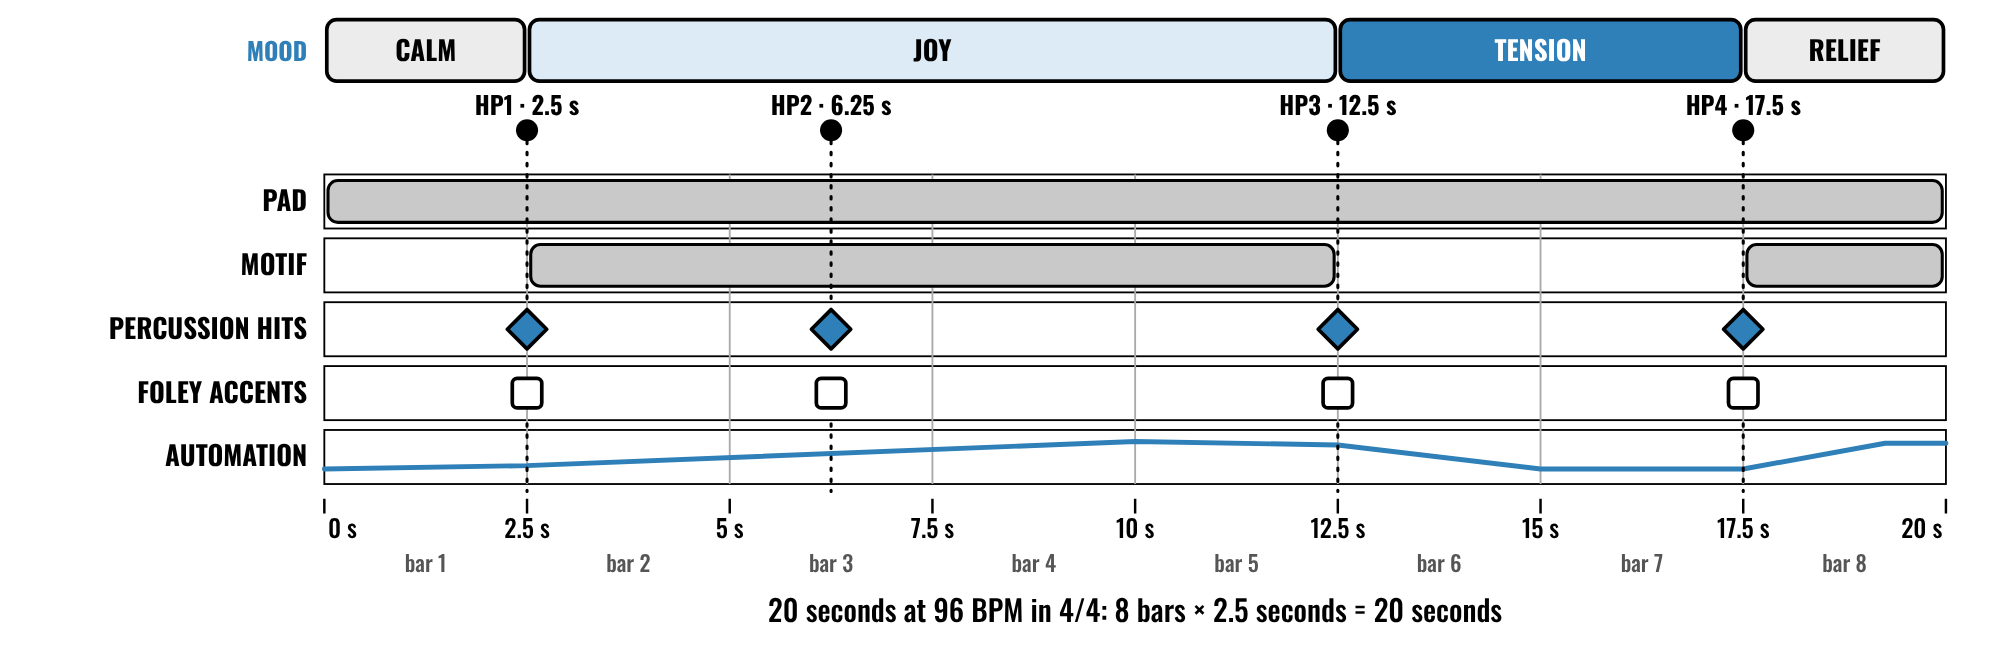 MOOD CALM JOY TENSION RELIEF
HP1 · 2.5 s HP2 · 6.25 s HP3 · 12.5 s HP4 · 17.5 s
PAD
MOTIF
PERCUSSION HITS
FOLEY ACCENTS
AUTOMATION
0 s 2.5 s 5 s 7.5 s 10 s 12.5 s 15 s 17.5 s 20 s
bar 1 bar 2 bar 3 bar 4 bar 5 bar 6 bar 7 bar 8
20 seconds at 96 BPM in 4/4: 8 bars × 2.5 seconds = 20 seconds